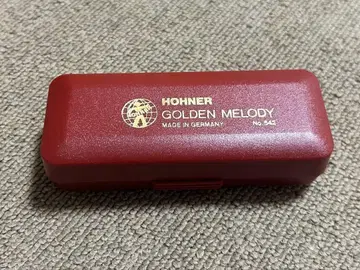 HOHNER
GOLDEN MELODY
MADE IN GERMANY No. 542